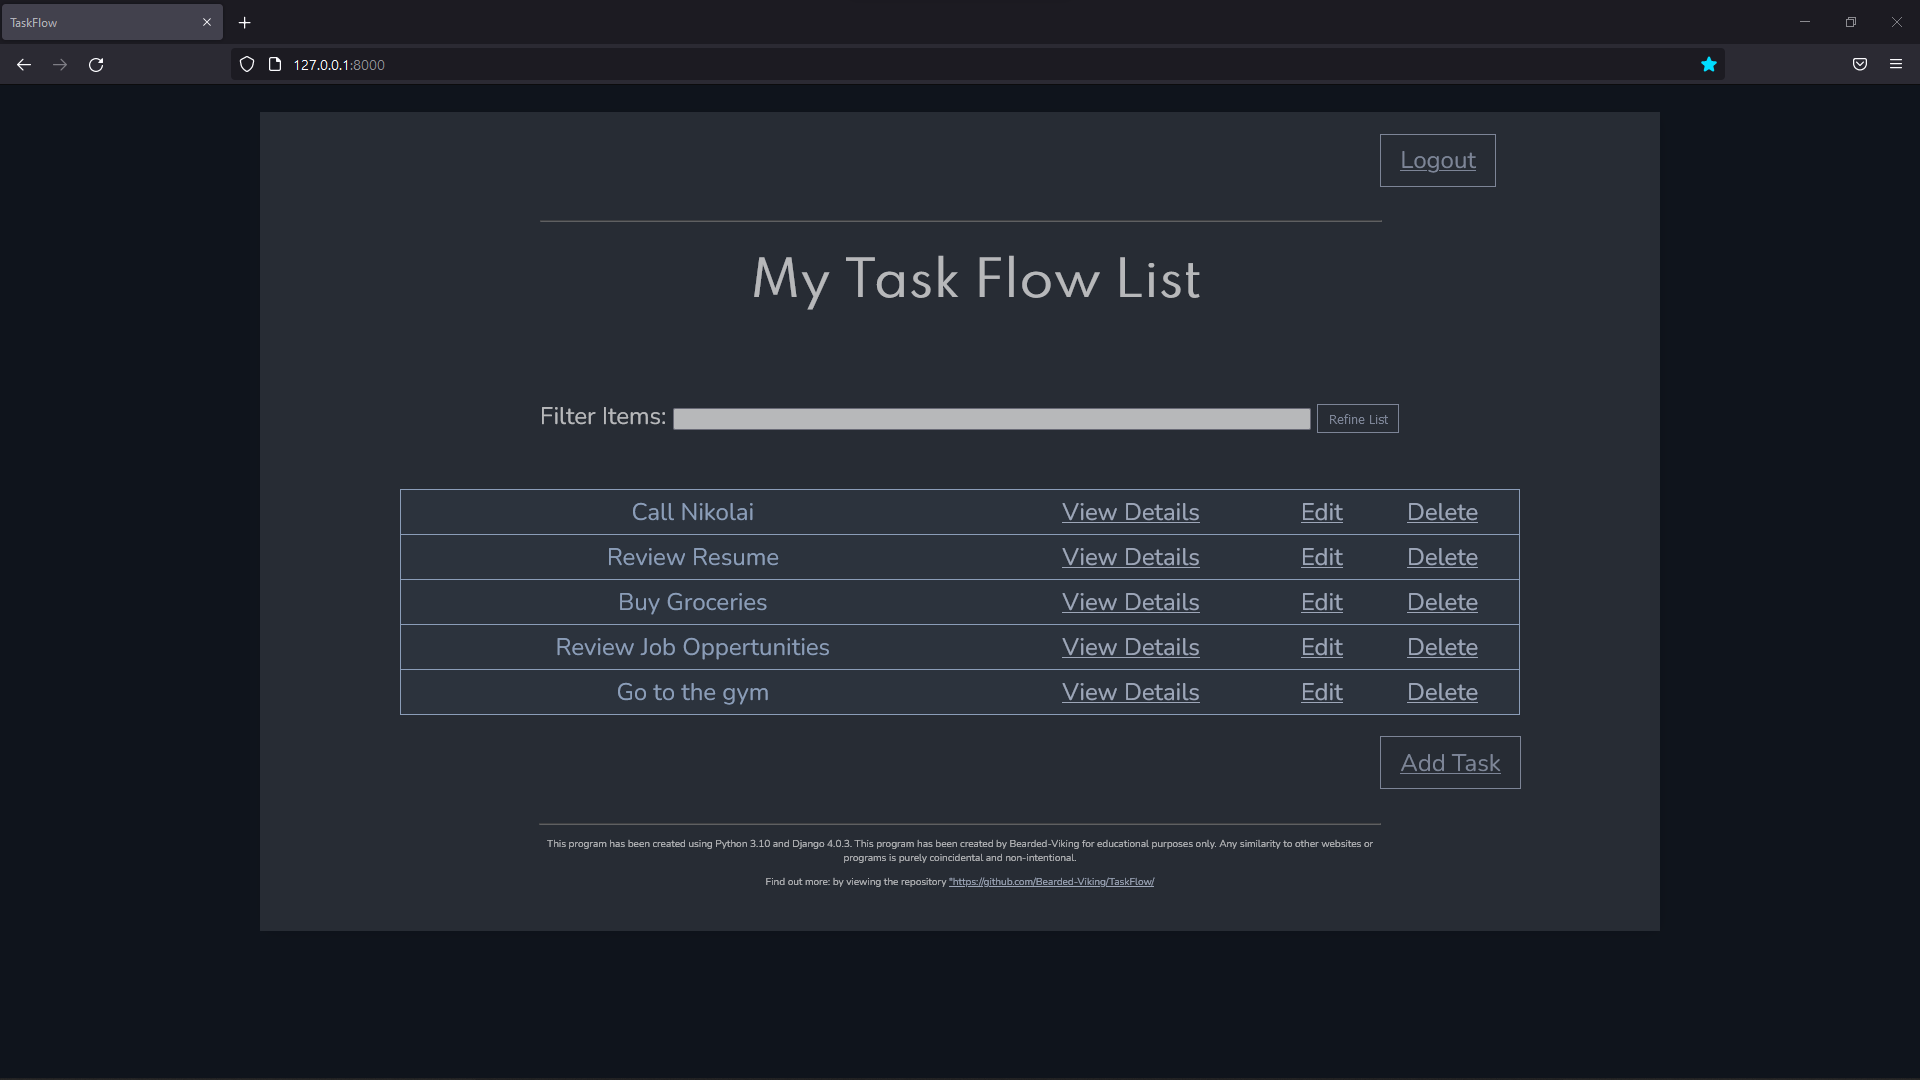 TaskFlow
127.0.0.1:8000
Logout
My Task Flow List
Filter Items: Refine List
Call Nikolai View Details Edit Delete
Review Resume View Details Edit Delete
Buy Groceries View Details Edit Delete
Review Job Oppertunities View Details Edit Delete
Go to the gym View Details Edit Delete
Add Task
This program has been created using Python 3.10 and Django 4.0.3. This program has been created by Bearded-Viking for educational purposes only. Any similarity to other websites or
programs is purely coincidental and non-intentional.
Find out more: by viewing the repository "https://github.com/Bearded-Viking/TaskFlow/